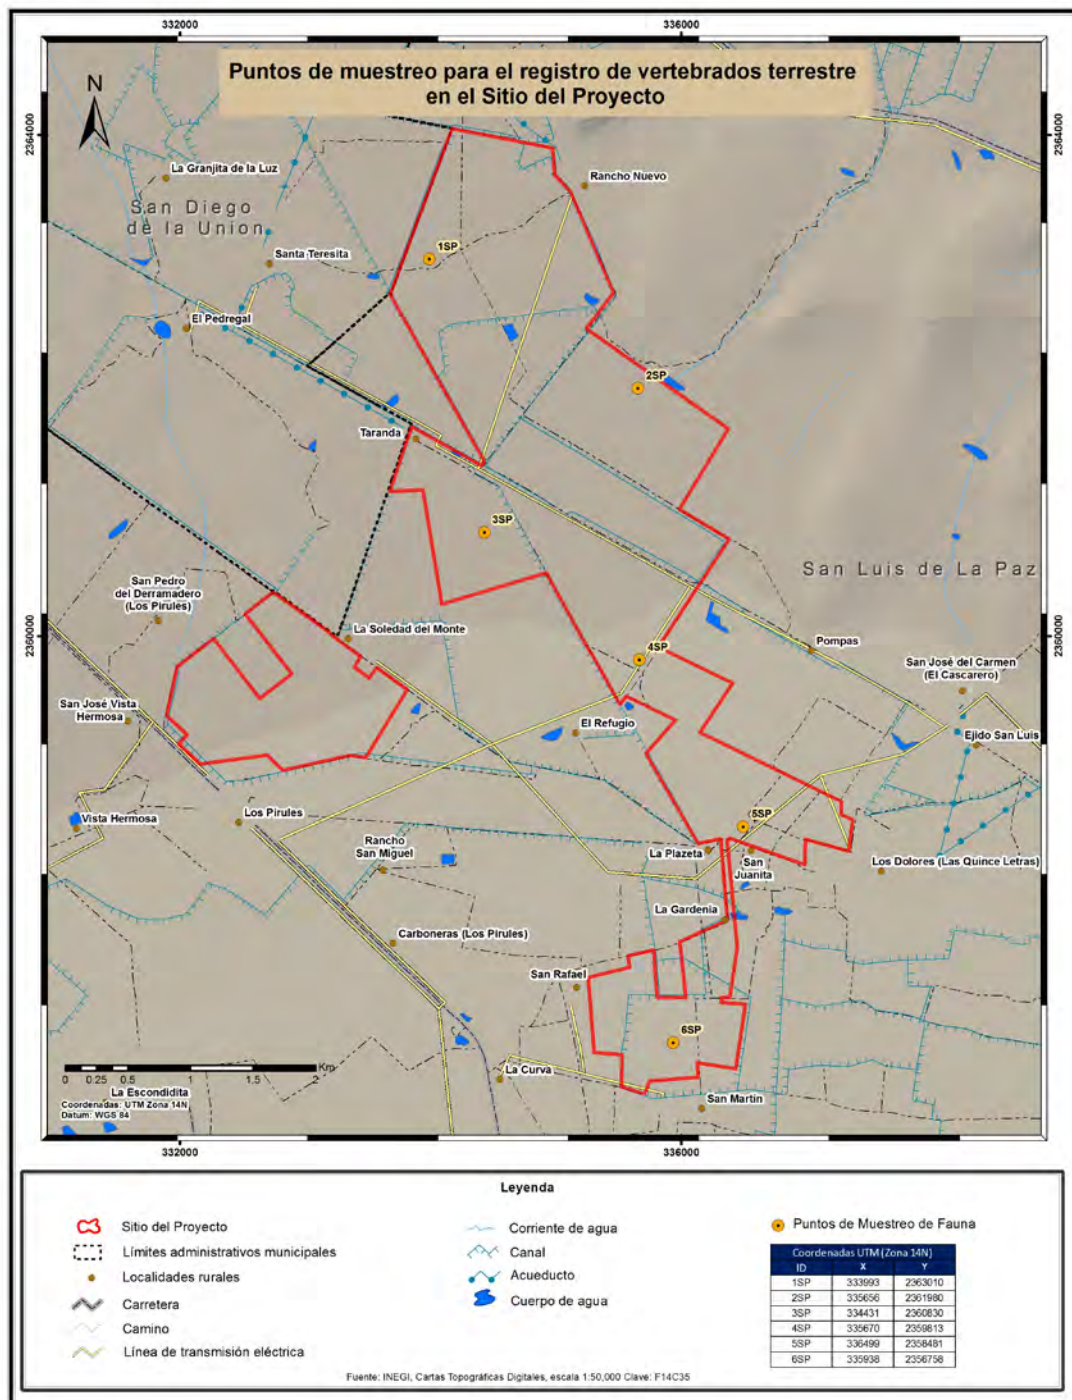 332000
336000
Puntos de muestreo para el registro de vertebrados terrestre
en el Sitio del Proyecto
N
2364000
2364000
La Granjita de la Luz
Rancho Nuevo
San Diego
de la Union
1SP
Santa Teresita
El Pedregal
2SP
Taranda
3SP
San Luis de La Paz
San Pedro
del Derramadero
(Los Pirules)
2360000
2360000
La Soledad del Monte
4SP
Pompas
San José del Carmen
(El Cascarero)
San José Vista
Hermosa
El Refugio
Ejido San Luis
Vista Hermosa
Los Pirules
5SP
Rancho
San Miguel
La Plazeta
San
Juanita
Los Dolores (Las Quince Letras)
La Gardenia
Carboneras (Los Pirules)
San Rafael
6SP
Km
0 0.25 0.5 1 1.5 2
La Curva
La Escondidita
San Martín
Coordenadas: UTM Zona 14N
Datum: WGS 84
332000
336000
Leyenda
Sitio del Proyecto
Límites administrativos municipales
Localidades rurales
Carretera
Camino
Línea de transmisión eléctrica
Corriente de agua
Canal
Acueducto
Cuerpo de agua
Puntos de Muestreo de Fauna
Coordenadas UTM (Zona 14N)
ID X Y
1SP 333993 2363010
2SP 335656 2361980
3SP 334431 2360830
4SP 335670 2359813
5SP 336499 2358481
6SP 335938 2356758
Fuente: INEGI, Cartas Topográficas Digitales, escala 1:50,000 Clave: F14C35